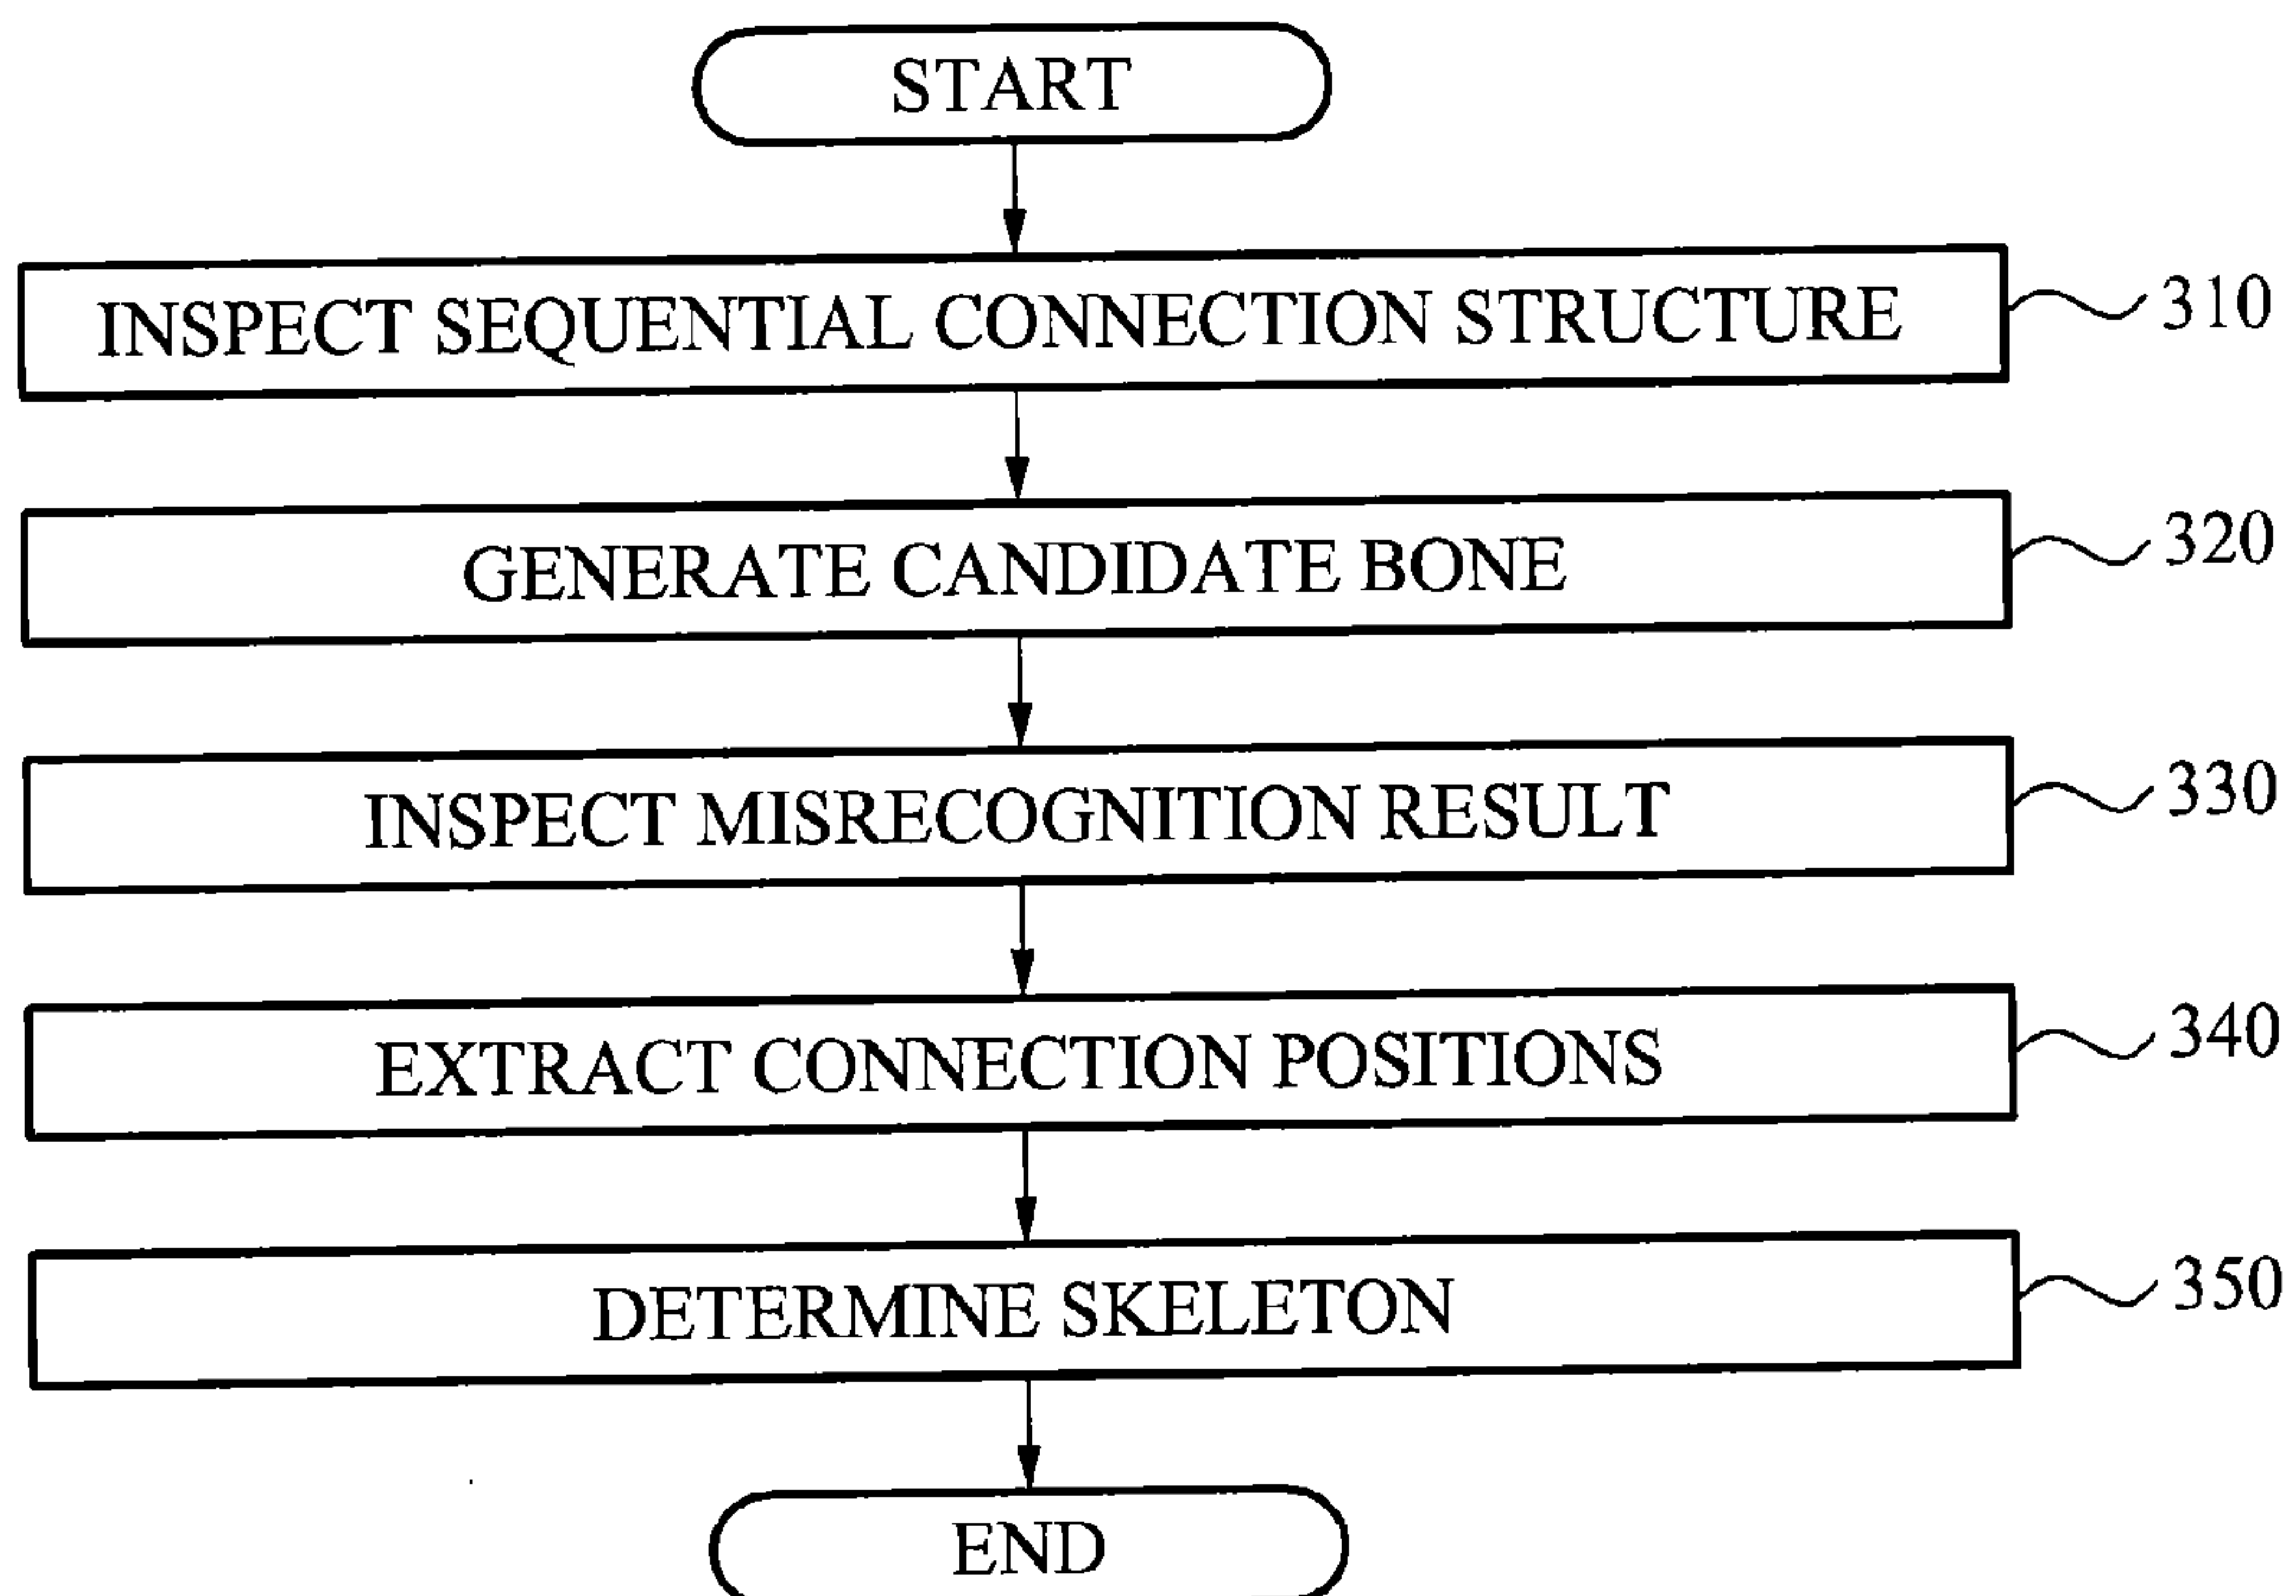 START
INSPECT SEQUENTIAL CONNECTION STRUCTURE
310
GENERATE CANDIDATE BONE
320
INSPECT MISRECOGNITION RESULT
330
EXTRACT CONNECTION POSITIONS
340
DETERMINE SKELETON
350
END